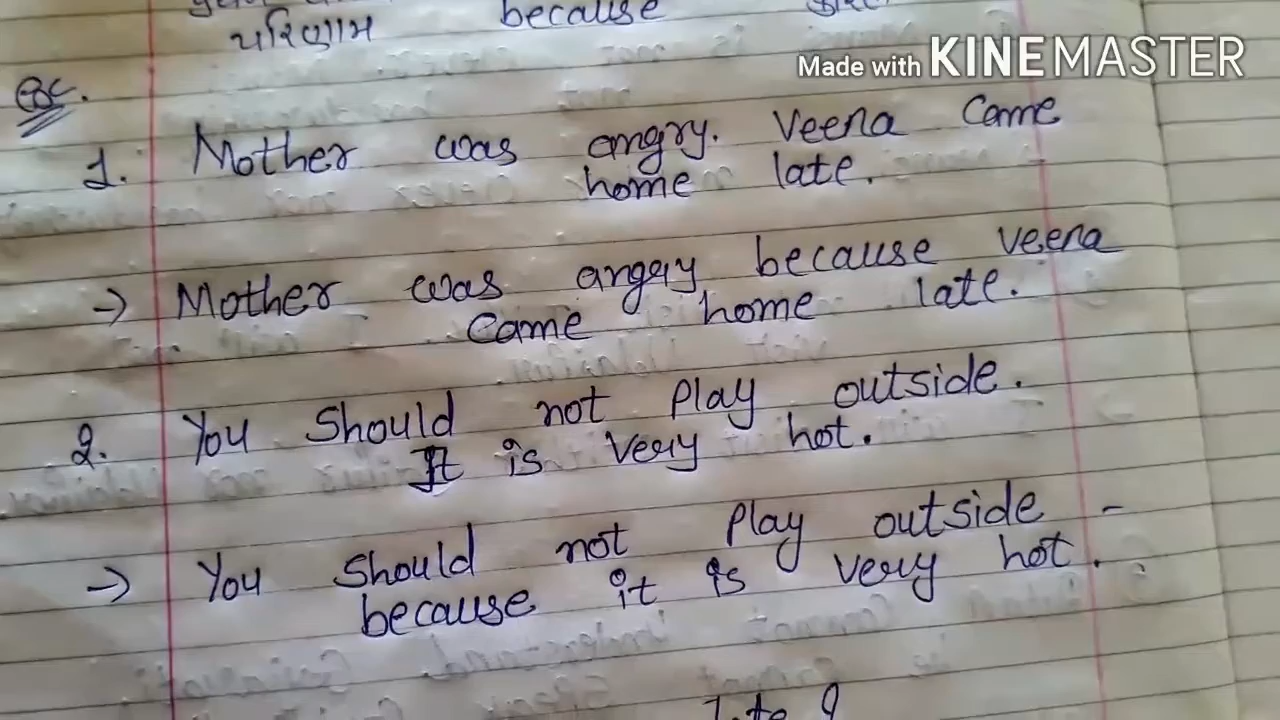 પરિણામ because
Made with KINEMASTER
Ex.
1. Mother was angry. Veena came
home late.
→ Mother was angry because veena
came home late.
2. You should not play outside.
It is very hot.
→ You should not play outside -
because it is very hot.